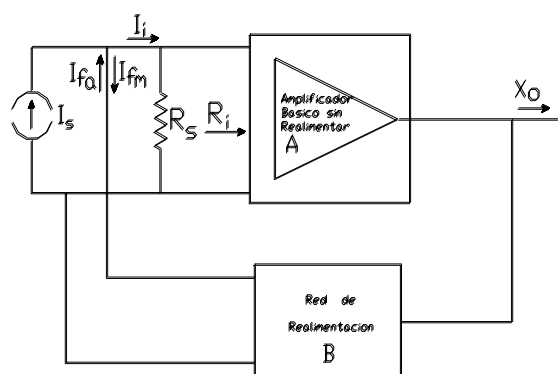 Ii
Ifa
Ifm
Is
Rs
Ri
Amplificador
Basico sin
Realimentar
A
Xo
Red de
Realimentacion
B